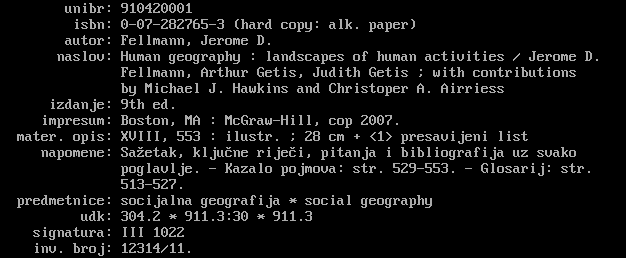 unibr: 910420001
isbn: 0-07-282765-3 (hard copy: alk. paper)
autor: Fellmann, Jerome D.
naslov: Human geography : landscapes of human activities / Jerome D.
Fellmann, Arthur Getis, Judith Getis ; with contributions
by Michael J. Hawkins and Christoper A. Airriess
izdanje: 9th ed.
impresum: Boston, MA : McGraw-Hill, cop 2007.
mater. opis: XVIII, 553 : ilustr. ; 28 cm + <1> presavijeni list
napomene: Sažetak, ključne riječi, pitanja i bibliografija uz svako
poglavlje. - Kazalo pojmova: str. 529-553. - Glosarij: str.
513-527.
predmetnice: socijalna geografija * social geography
udk: 304.2 * 911.3:30 * 911.3
signatura: III 1022
inv. broj: 12314/11.